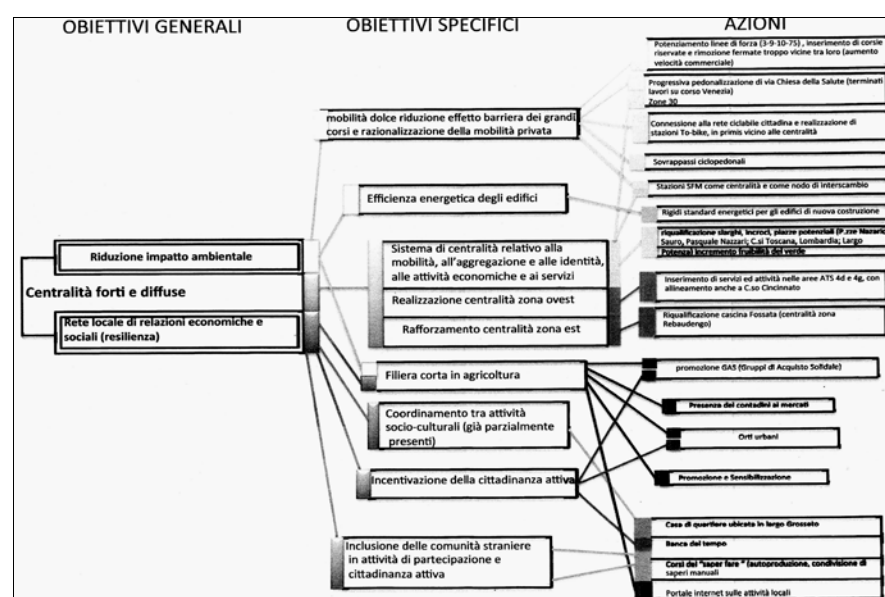 OBIETTIVI GENERALI
OBIETTIVI SPECIFICI
AZIONI
Riduzione impatto ambientale
Centralità forti e diffuse
Rete locale di relazioni economiche e
sociali (resilienza)
mobilità dolce riduzione effetto barriera dei grandi
corsi e razionalizzazione della mobilità privata
Efficienza energetica degli edifici
Sistema di centralità relativo alla
mobilità, all'aggregazione e alle identità,
alle attività economiche e ai servizi
Realizzazione centralità zona ovest
Rafforzamento centralità zona est
Filiera corta in agricoltura
Coordinamento tra attività
socio-culturali (già parzialmente
presenti)
Incentivazione della cittadinanza attiva
Inclusione delle comunità straniere
in attività di partecipazione e
cittadinanza attiva
Potenziamento linee di forza (3-9-10-75) , inserimento di corsie
riservate e rimozione fermate troppo vicine tra loro (aumento
velocità commerciale)
Progressiva pedonalizzazione di via Chiesa della Salute (terminati
lavori su corso Venezia)
Zone 30
Connessione alla rete ciclabile cittadina e realizzazione di
stazioni To-bike, in primis vicino alle centralità
Sovrappassi ciclopedonali
Stazioni SFM come centralità e come nodo di interscambio
Rigidi standard energetici per gli edifici di nuova costruzione
riqualificazione slarghi, incroci, piazze potenziali (P.zze Nazario
Sauro, Pasquale Nazzari; C.si Toscana, Lombardia; Largo
incremento fruibilità del verde
Inserimento di servizi ed attività nelle aree ATS 4d e 4g, con
allineamento anche a C.so Cincinnato
Riqualificazione cascina Fossata (centralità zona
Rebaudengo)
promozione GAS (Gruppi di Acquisto Solidale)
Presenza dei contadini ai mercati
Orti urbani
Promozione e Sensibilizzazione
Casa di quartiere ubicata in largo Grosseto
Banca del tempo
Corsi del "saper fare " (autoproduzione, condivisione di
saperi manuali
Portale internet sulle attività locali